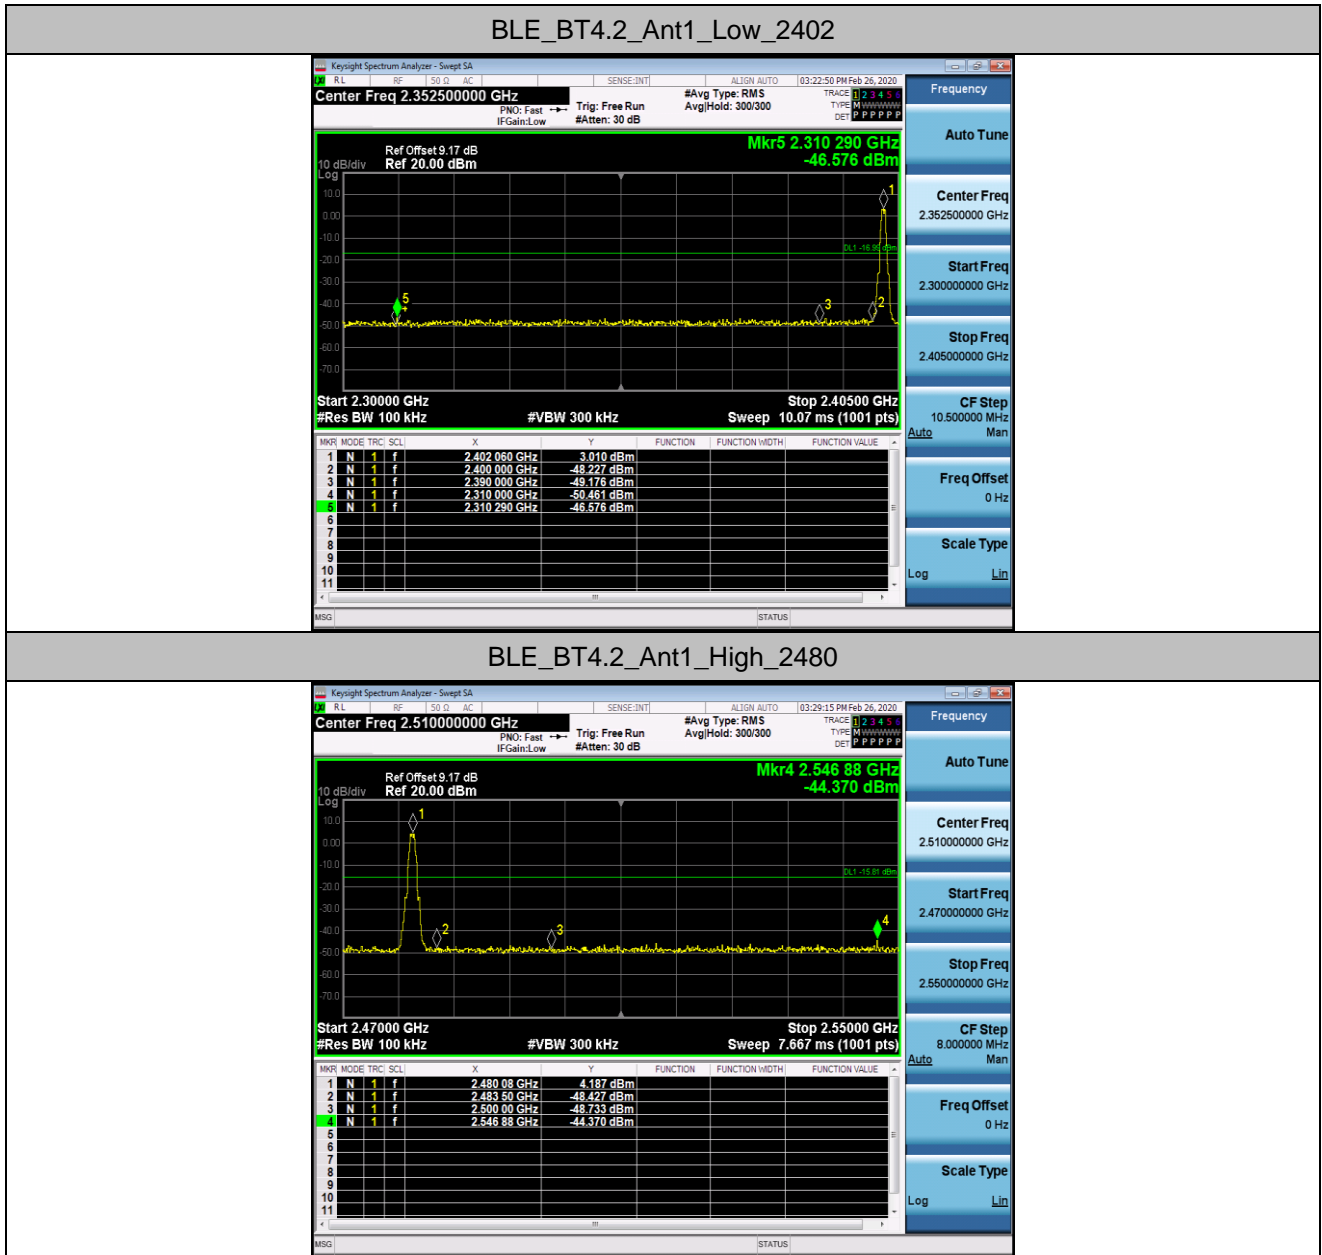 BLE_BT4.2_Ant1_Low_2402
Keysight Spectrum Analyzer - Swept SA
RL RF 50 Ω AC SENSE:INT ALIGN AUTO 03:22:50 PM Feb 26, 2020
Center Freq 2.352500000 GHz #Avg Type: RMS TRACE 1 2 3 4 5 6
PNO: Fast Trig: Free Run Avg|Hold: 300/300 TYPE M WWWWW
IFGain:Low #Atten: 30 dB DET P P P P P P
Frequency
Auto Tune
Mkr5 2.310 290 GHz
-46.576 dBm
Ref Offset 9.17 dB
10 dB/div Ref 20.00 dBm
Log
10.0
0.00
-10.0
-20.0
-30.0
-40.0
-50.0
-60.0
-70.0
DL1 -16.99 dBm
1
2
3
5
Start 2.30000 GHz Stop 2.40500 GHz
#Res BW 100 kHz #VBW 300 kHz Sweep 10.07 ms (1001 pts)
MKR MODE TRC SCL X Y FUNCTION FUNCTION WIDTH FUNCTION VALUE
1 N 1 f 2.402 060 GHz 3.010 dBm
2 N 1 f 2.400 000 GHz -48.227 dBm
3 N 1 f 2.390 000 GHz -49.176 dBm
4 N 1 f 2.310 000 GHz -50.461 dBm
5 N 1 f 2.310 290 GHz -46.576 dBm
6
7
8
9
10
11
MSG STATUS
Center Freq
2.352500000 GHz
Start Freq
2.300000000 GHz
Stop Freq
2.405000000 GHz
CF Step
10.500000 MHz
Auto Man
Freq Offset
0 Hz
Scale Type
Log Lin
BLE_BT4.2_Ant1_High_2480
Keysight Spectrum Analyzer - Swept SA
RL RF 50 Ω AC SENSE:INT ALIGN AUTO 03:29:15 PM Feb 26, 2020
Center Freq 2.510000000 GHz #Avg Type: RMS TRACE 1 2 3 4 5 6
PNO: Fast Trig: Free Run Avg|Hold: 300/300 TYPE M WWWWW
IFGain:Low #Atten: 30 dB DET P P P P P P
Frequency
Auto Tune
Mkr4 2.546 88 GHz
-44.370 dBm
Ref Offset 9.17 dB
10 dB/div Ref 20.00 dBm
Log
10.0
0.00
-10.0
-20.0
-30.0
-40.0
-50.0
-60.0
-70.0
DL1 -15.81 dBm
1
2
3
4
Start 2.47000 GHz Stop 2.55000 GHz
#Res BW 100 kHz #VBW 300 kHz Sweep 7.667 ms (1001 pts)
MKR MODE TRC SCL X Y FUNCTION FUNCTION WIDTH FUNCTION VALUE
1 N 1 f 2.480 08 GHz 4.187 dBm
2 N 1 f 2.483 50 GHz -48.427 dBm
3 N 1 f 2.500 00 GHz -48.733 dBm
4 N 1 f 2.546 88 GHz -44.370 dBm
5
6
7
8
9
10
11
MSG STATUS
Center Freq
2.510000000 GHz
Start Freq
2.470000000 GHz
Stop Freq
2.550000000 GHz
CF Step
8.000000 MHz
Auto Man
Freq Offset
0 Hz
Scale Type
Log Lin